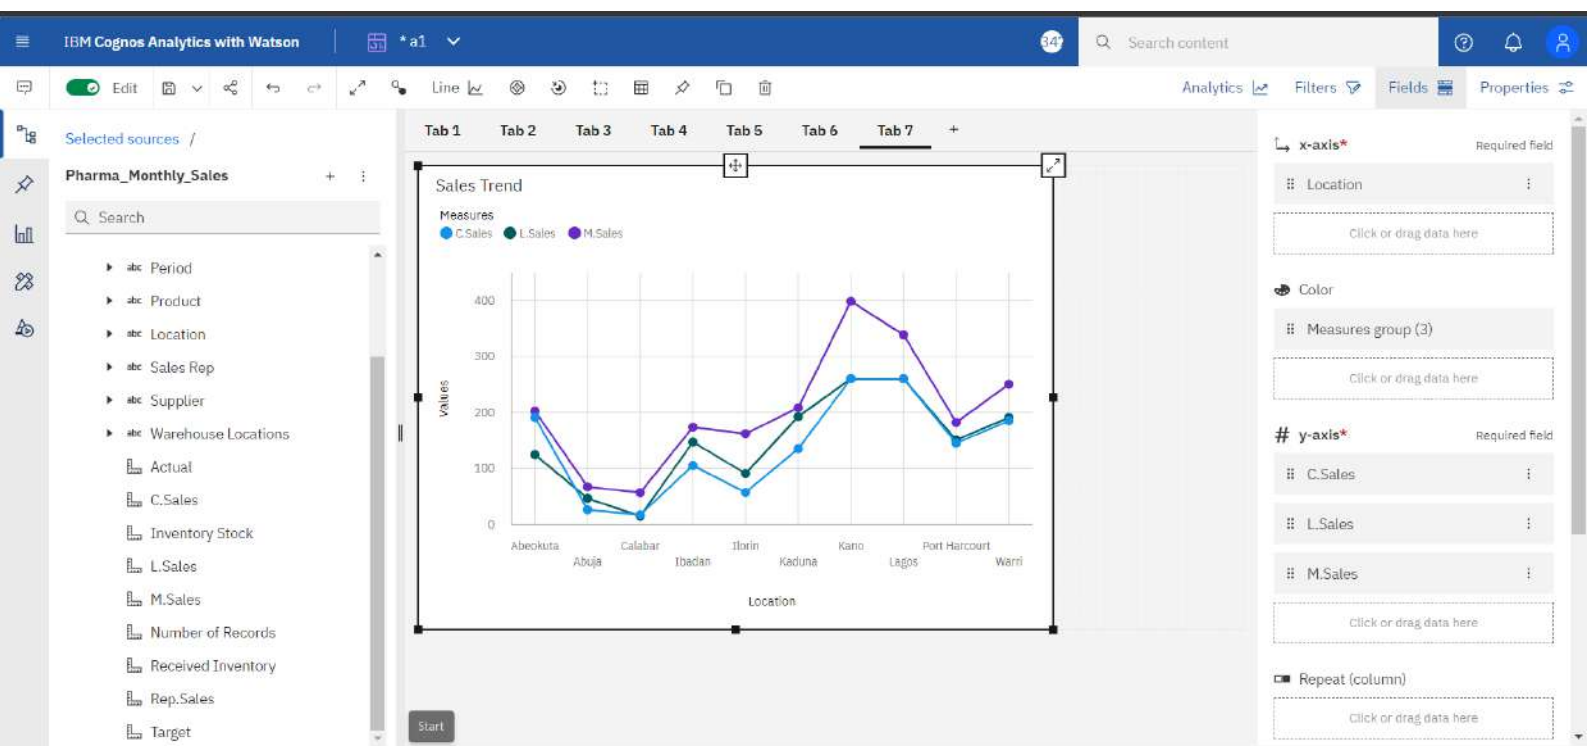 IBM Cognos Analytics with Watson
* a1
Search content
Edit
Line
Analytics
Filters
Fields
Properties
Selected sources /
Pharma_Monthly_Sales
Search
abc Period
abc Product
abc Location
abc Sales Rep
abc Supplier
abc Warehouse Locations
Actual
C.Sales
Inventory Stock
L.Sales
M.Sales
Number of Records
Received Inventory
Rep.Sales
Target
Tab 1 Tab 2 Tab 3 Tab 4 Tab 5 Tab 6 Tab 7 +
Sales Trend
Measures
C.Sales L.Sales M.Sales
400
300
200
100
0
Values
Abeokuta Calabar Ilorin Kano Port Harcourt
Abuja Ibadan Kaduna Lagos Warri
Location
Start
x-axis* Required field
Location
Click or drag data here
Color
Measures group (3)
Click or drag data here
# y-axis* Required field
C.Sales
L.Sales
M.Sales
Click or drag data here
Repeat (column)
Click or drag data here